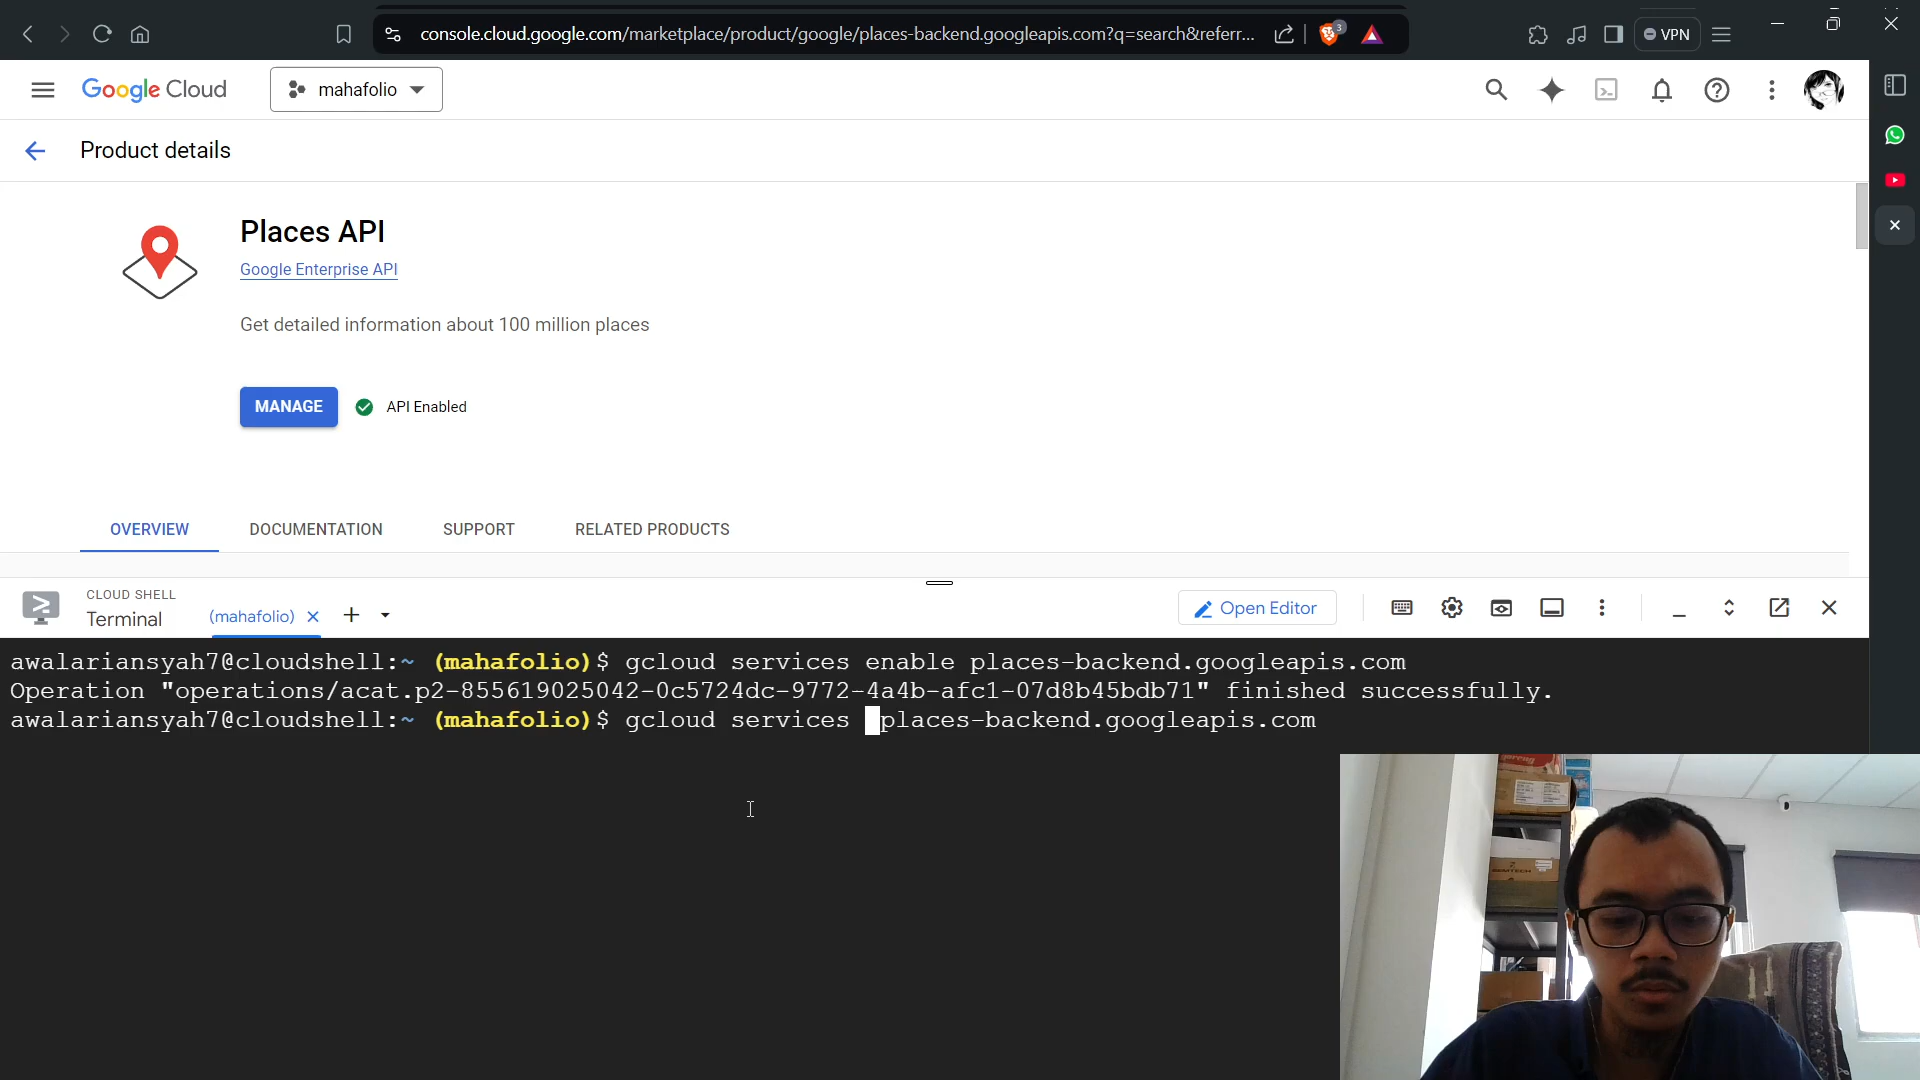 console.cloud.google.com/marketplace/product/google/places-backend.googleapis.com?q=search&referr...
3
VPN
Google Cloud
mahafolio
Product details
Places API
Google Enterprise API
Get detailed information about 100 million places
MANAGE
API Enabled
OVERVIEW
DOCUMENTATION
SUPPORT
RELATED PRODUCTS
CLOUD SHELL
Terminal
(mahafolio)
Open Editor
awalariansyah7@cloudshell:~ (mahafolio)$ gcloud services enable places-backend.googleapis.com
Operation "operations/acat.p2-855619025042-0c5724dc-9772-4a4b-afc1-07d8b45bdb71" finished successfully.
awalariansyah7@cloudshell:~ (mahafolio)$ gcloud services places-backend.googleapis.com